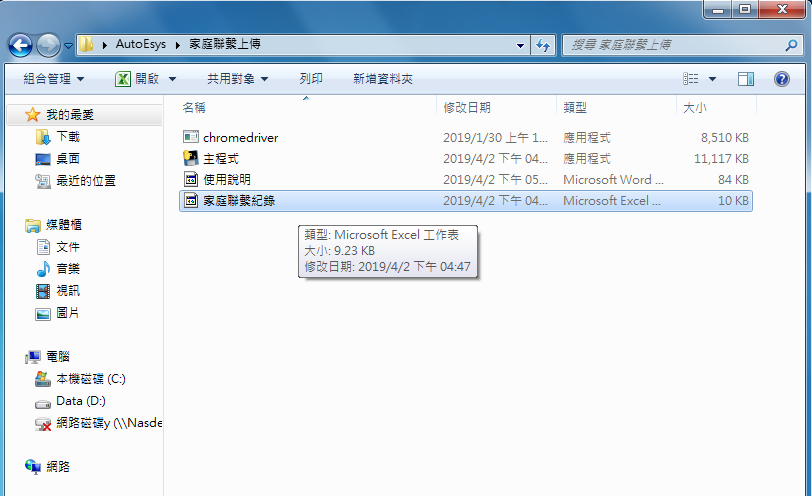 AutoEsys ▸ 家庭聯繫上傳
搜尋 家庭聯繫上傳
組合管理 開啟 共用對象 列印 新增資料夾
我的最愛
下載
桌面
最近的位置
媒體櫃
文件
音樂
視訊
圖片
電腦
本機磁碟 (C:)
Data (D:)
網路磁碟y (\\Nasde
網路
名稱 修改日期 類型 大小
chromedriver 2019/1/30 上午 1... 應用程式 8,510 KB
主程式 2019/4/2 下午 04... 應用程式 11,117 KB
使用說明 2019/4/2 下午 05... Microsoft Word ... 84 KB
家庭聯繫紀錄 2019/4/2 下午 04... Microsoft Excel ... 10 KB
類型: Microsoft Excel 工作表
大小: 9.23 KB
修改日期: 2019/4/2 下午 04:47